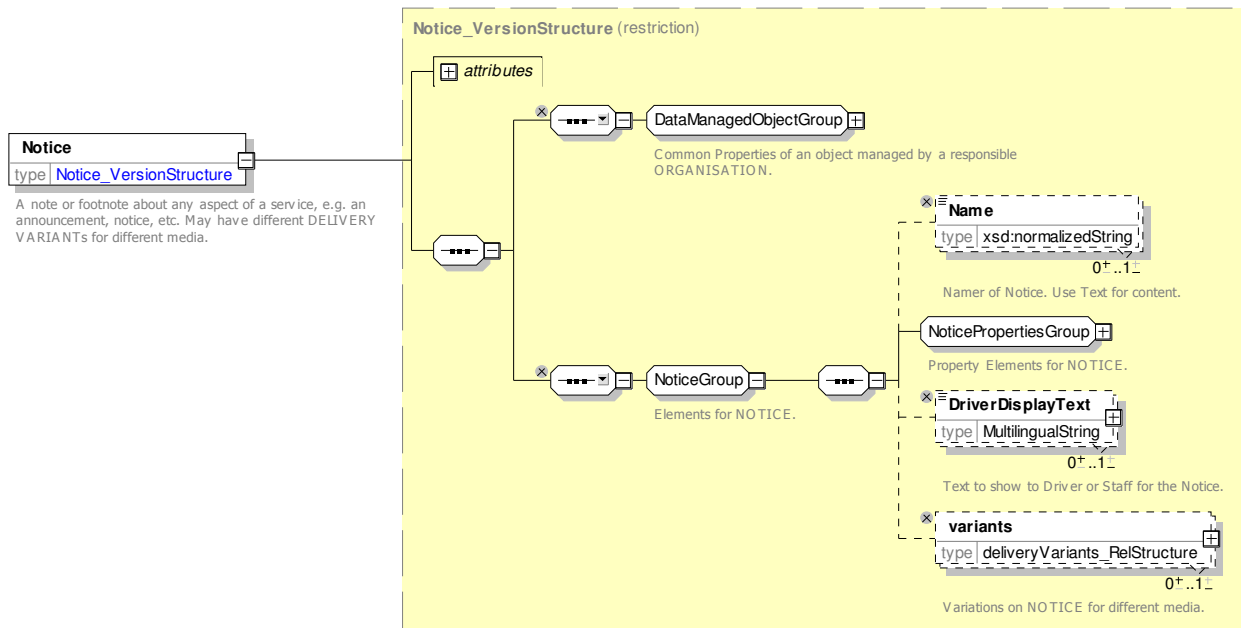 Notice_VersionStructure (restriction)
attributes
DataManagedObjectGroup
Common Properties of an object managed by a responsible
ORGANISATION.
Notice
type Notice_VersionStructure
A note or footnote about any aspect of a service, e.g. an
announcement, notice, etc. May have different DELIVERY
VARIANTs for different media.
Name
type xsd:normalizedString
0..1
Namer of Notice. Use Text for content.
NoticePropertiesGroup
Property Elements for NOTICE.
NoticeGroup
Elements for NOTICE.
DriverDisplayText
type MultilingualString
0..1
Text to show to Driver or Staff for the Notice.
variants
type deliveryVariants_RelStructure
0..1
Variations on NOTICE for different media.